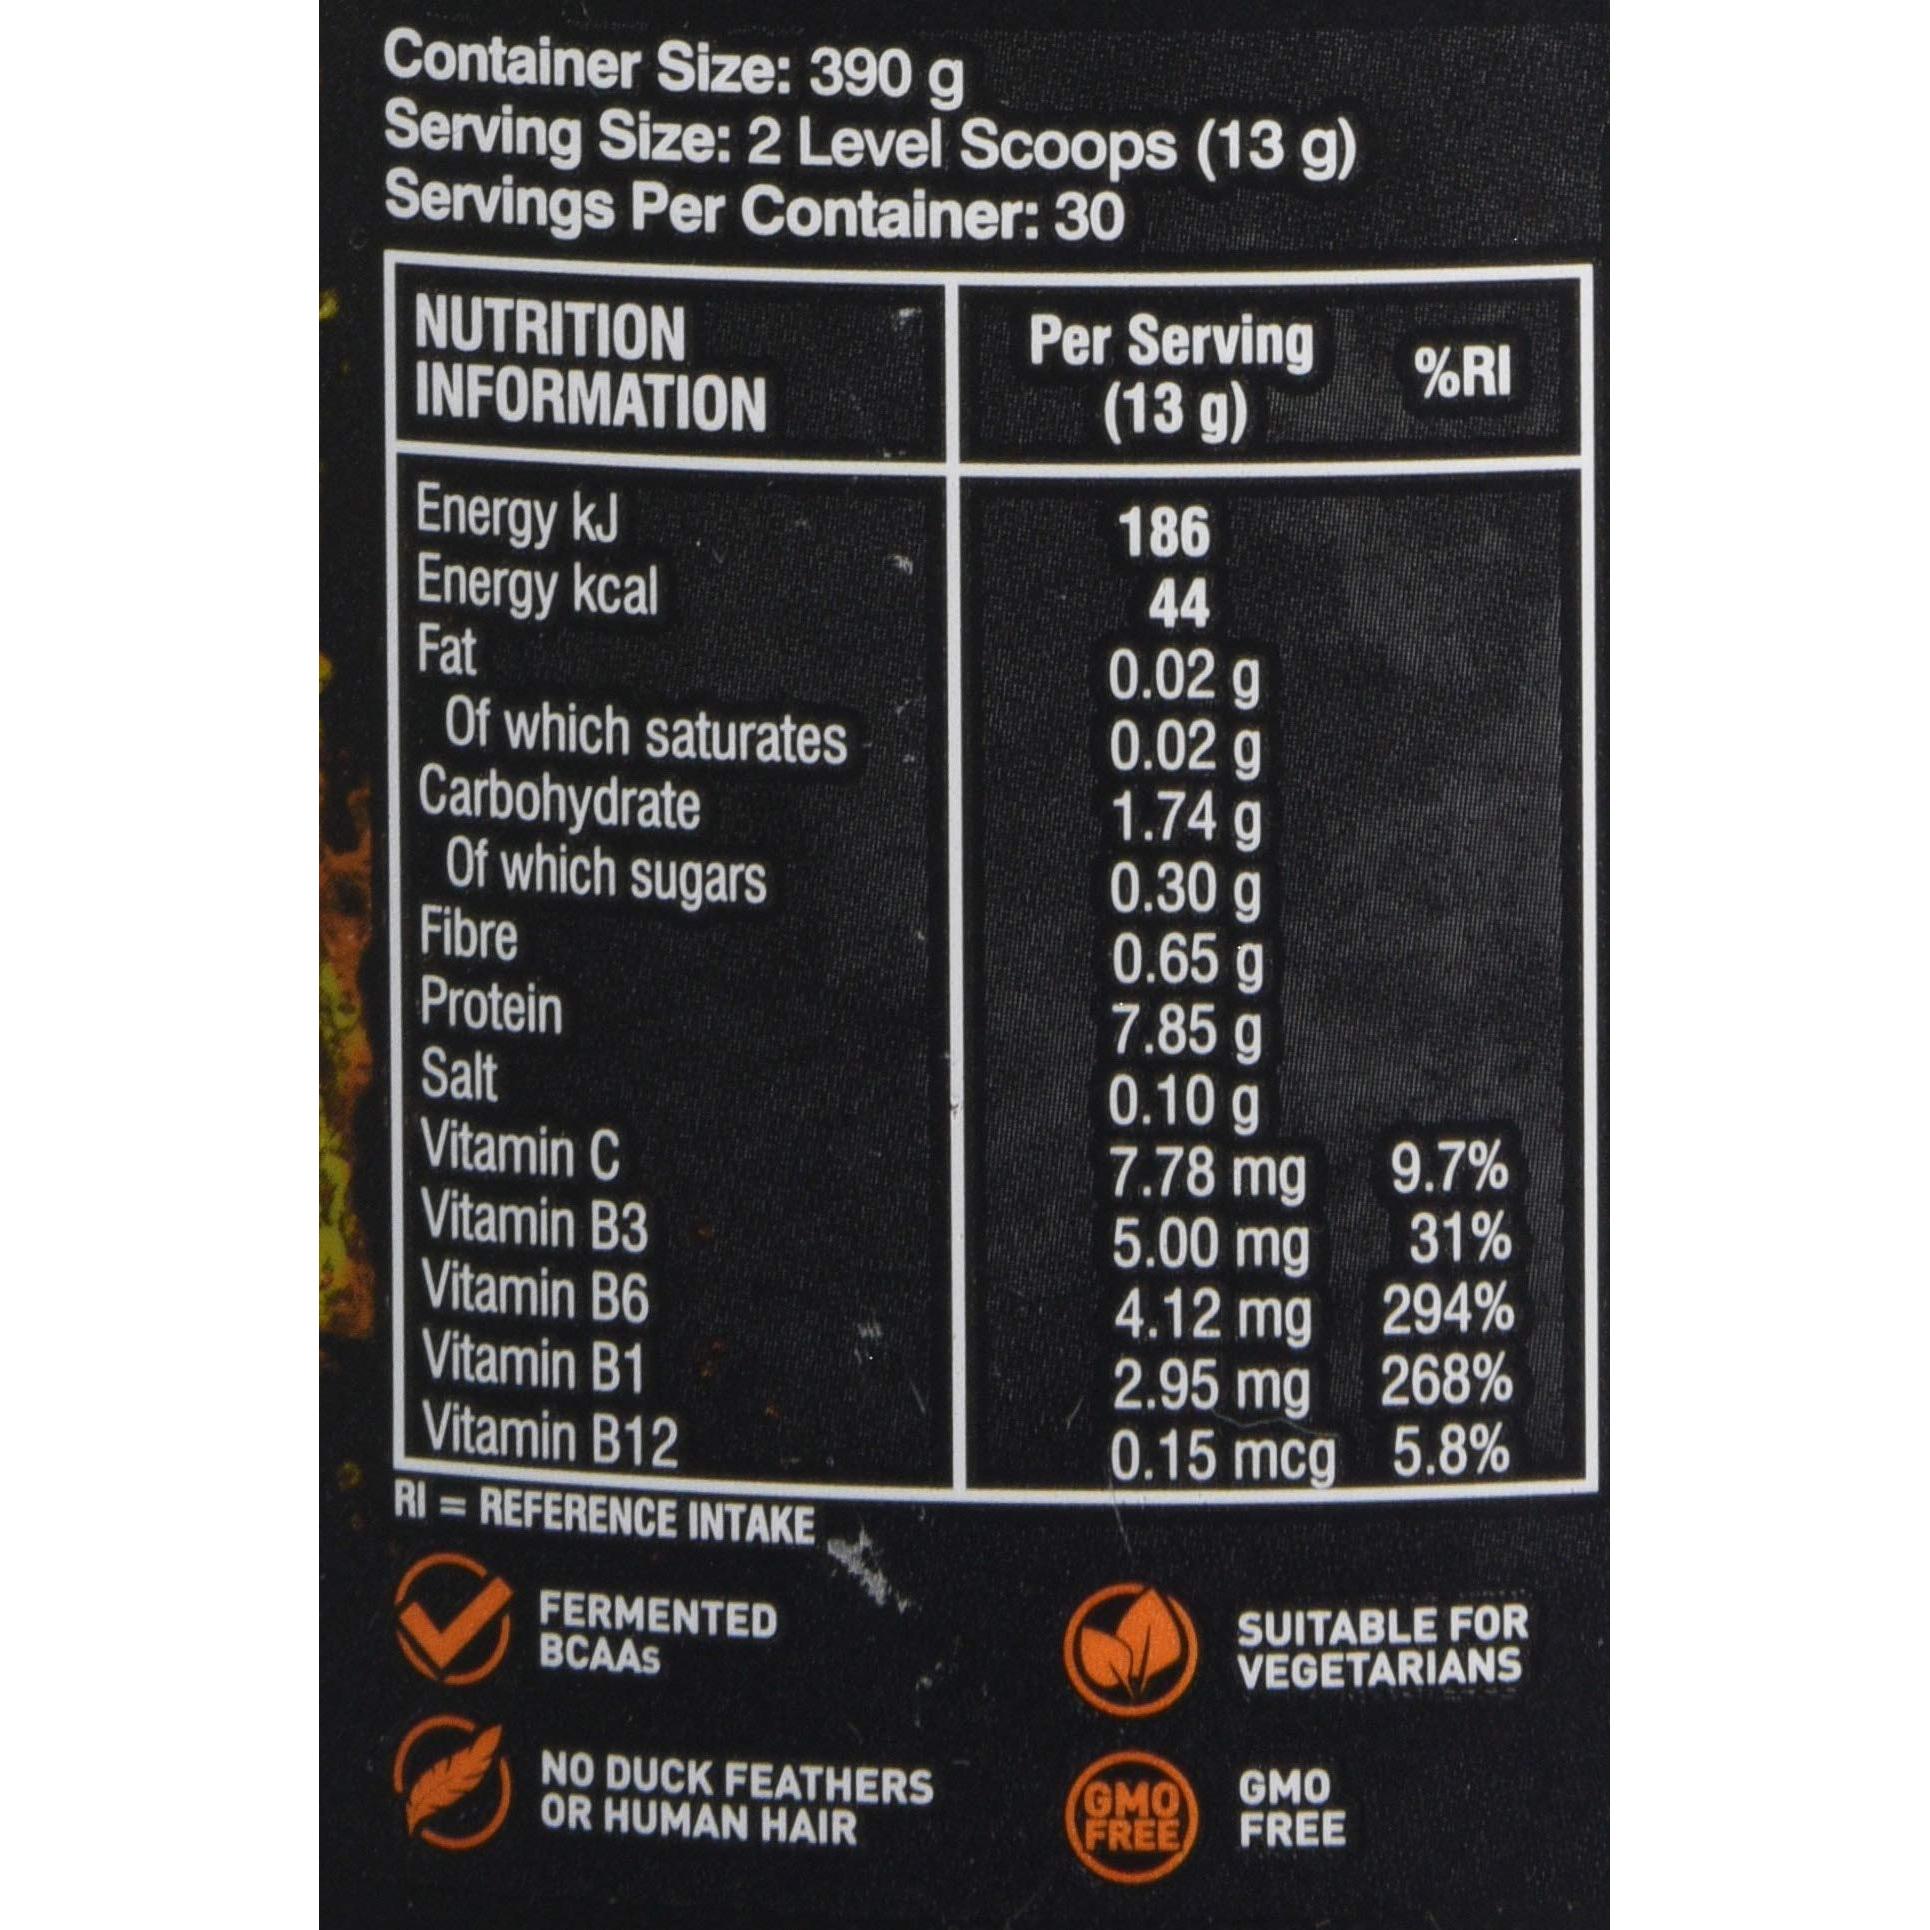 Container Size: 390 g
Serving Size: 2 Level Scoops (13 g)
Servings Per Container: 30
NUTRITION
INFORMATION
Per Serving
(13 g)
%RI
Energy kJ 186
Energy kcal 44
Fat 0.02 g
Of which saturates 0.02 g
Carbohydrate 1.74 g
Of which sugars 0.30 g
Fibre 0.65 g
Protein 7.85 g
Salt 0.10 g
Vitamin C 7.78 mg 9.7%
Vitamin B3 5.00 mg 31%
Vitamin B6 4.12 mg 294%
Vitamin B1 2.95 mg 268%
Vitamin B12 0.15 mcg 5.8%
RI = REFERENCE INTAKE
FERMENTED
BCAAs
SUITABLE FOR
VEGETARIANS
NO DUCK FEATHERS
OR HUMAN HAIR
GMO
FREE
GMO
FREE